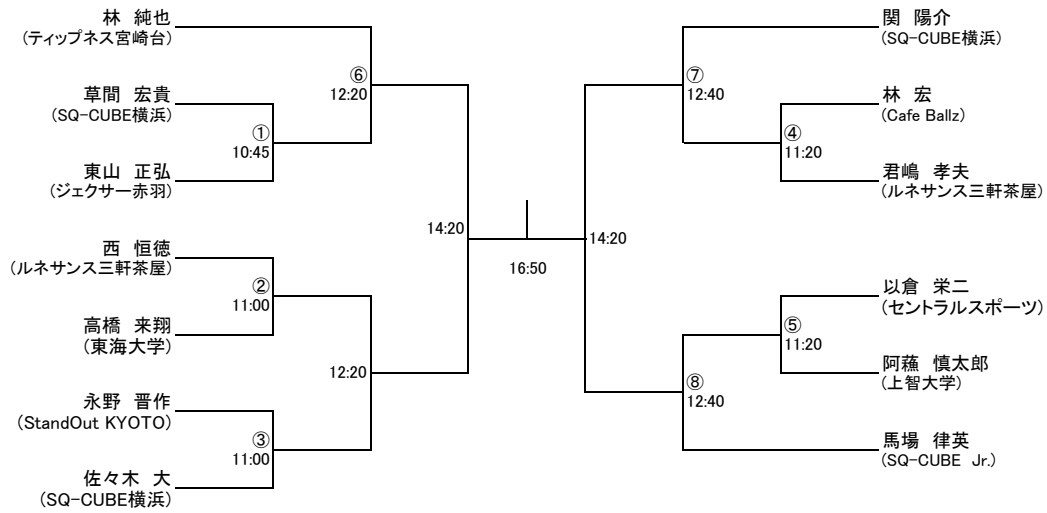 林 純也
(ティップネス宮崎台)
⑥
12:20
草間 宏貴
(SQ-CUBE横浜)
①
10:45
東山 正弘
(ジェクサー赤羽)
14:20
西 恒徳
(ルネサンス三軒茶屋)
②
11:00
高橋 来翔
(東海大学)
12:20
永野 晋作
(StandOut KYOTO)
③
11:00
佐々木 大
(SQ-CUBE横浜)
16:50
関 陽介
(SQ-CUBE横浜)
⑦
12:40
林 宏
(Cafe Ballz)
④
11:20
君嶋 孝夫
(ルネサンス三軒茶屋)
14:20
以倉 栄二
(セントラルスポーツ)
⑤
11:20
阿蘓 慎太郎
(上智大学)
⑧
12:40
馬場 律英
(SQ-CUBE Jr.)